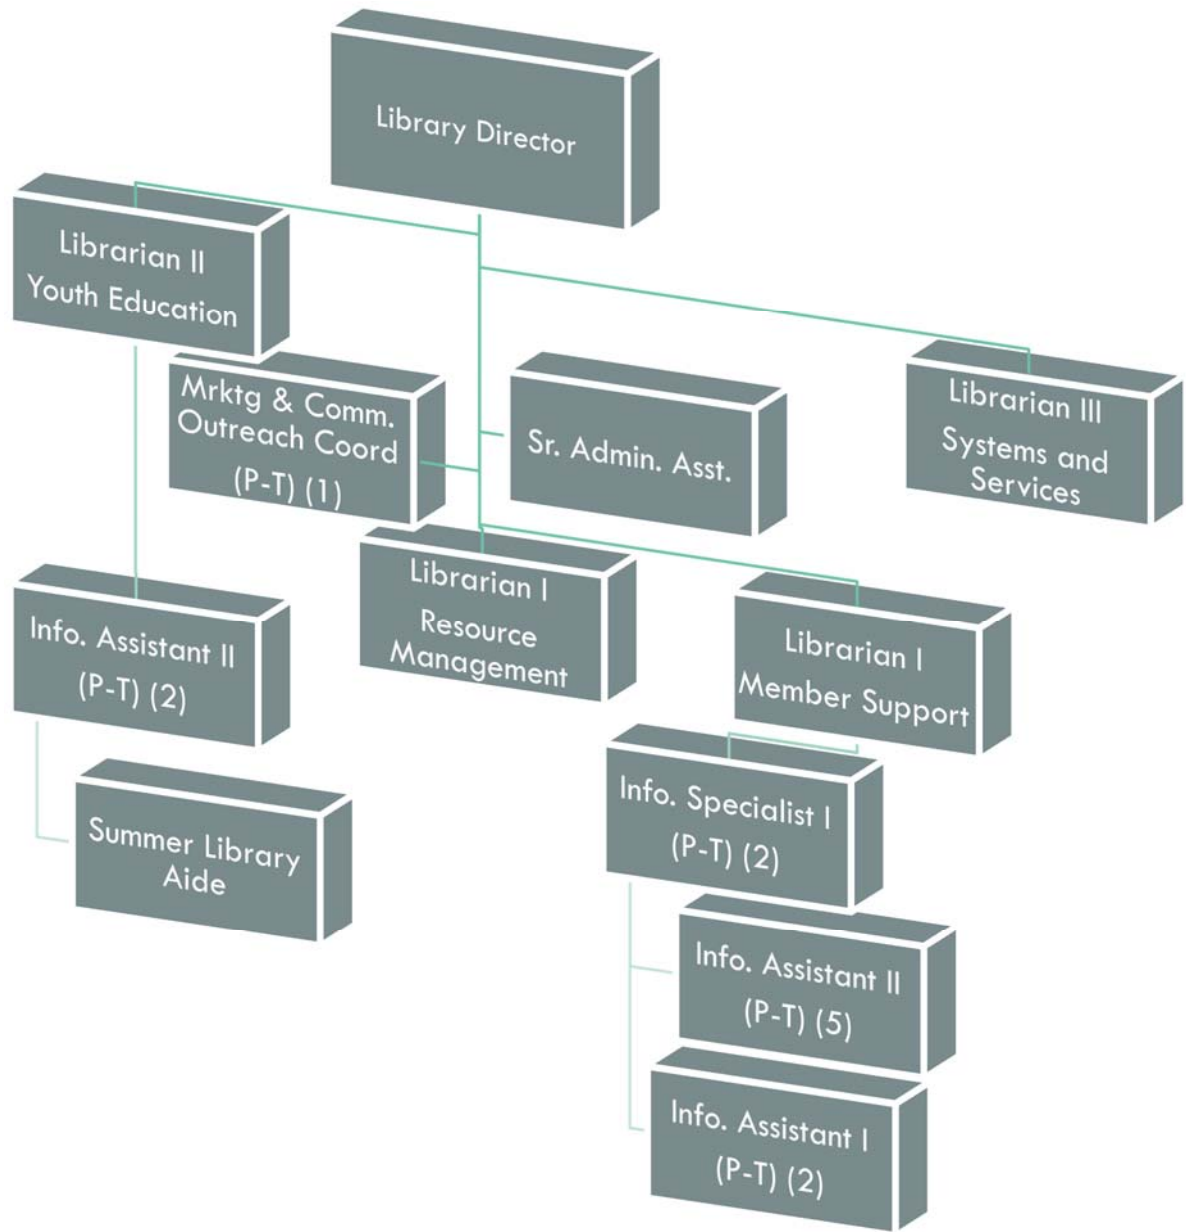 Library Director
Librarian II
Youth Education
Mrktg & Comm.
Outreach Coord
(P-T) (1)
Sr. Admin. Asst.
Librarian III
Systems and
Services
Info. Assistant II
(P-T) (2)
Librarian I
Resource
Management
Librarian I
Member Support
Summer Library
Aide
Info. Specialist I
(P-T) (2)
Info. Assistant II
(P-T) (5)
Info. Assistant I
(P-T) (2)